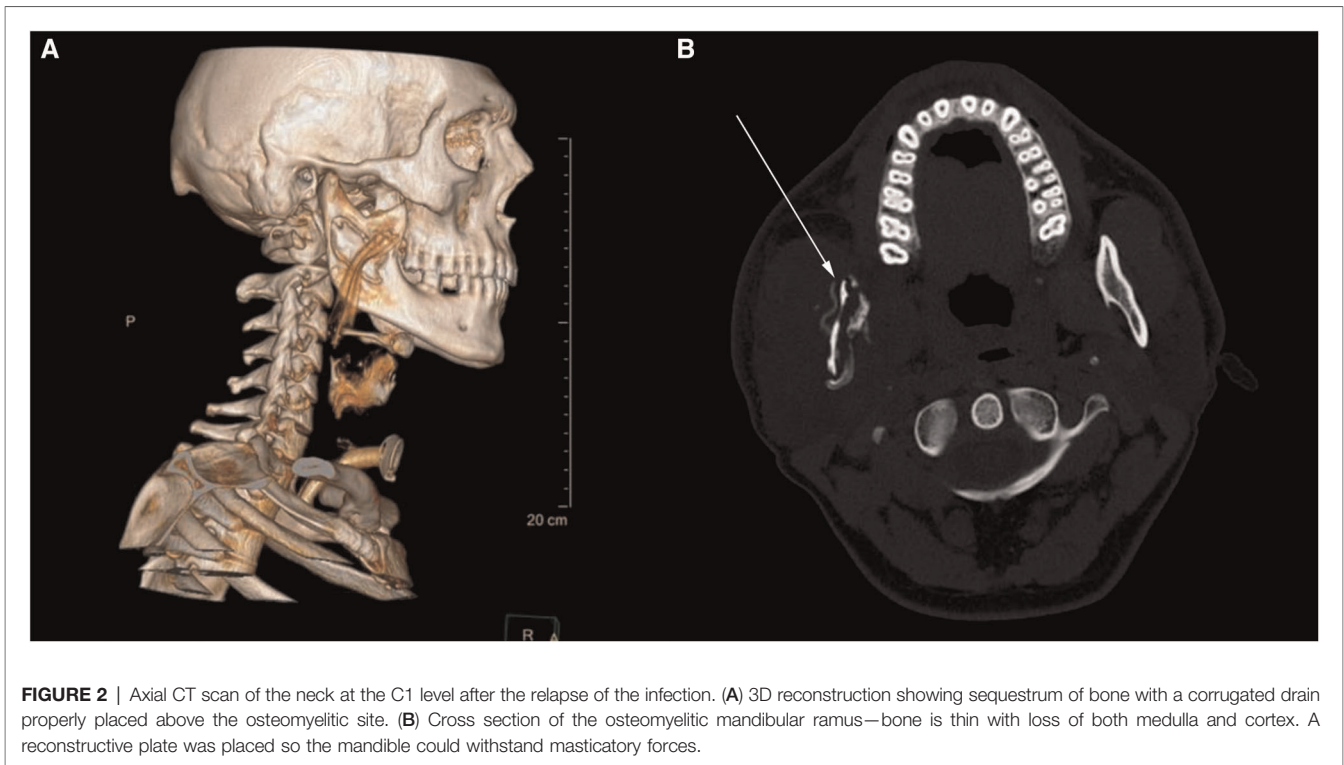 A
B
P
20 cm
R A
FIGURE 2 | Axial CT scan of the neck at the C1 level after the relapse of the infection. (A) 3D reconstruction showing sequestrum of bone with a corrugated drain
properly placed above the osteomyelitic site. (B) Cross section of the osteomyelitic mandibular ramus—bone is thin with loss of both medulla and cortex. A
reconstructive plate was placed so the mandible could withstand masticatory forces.